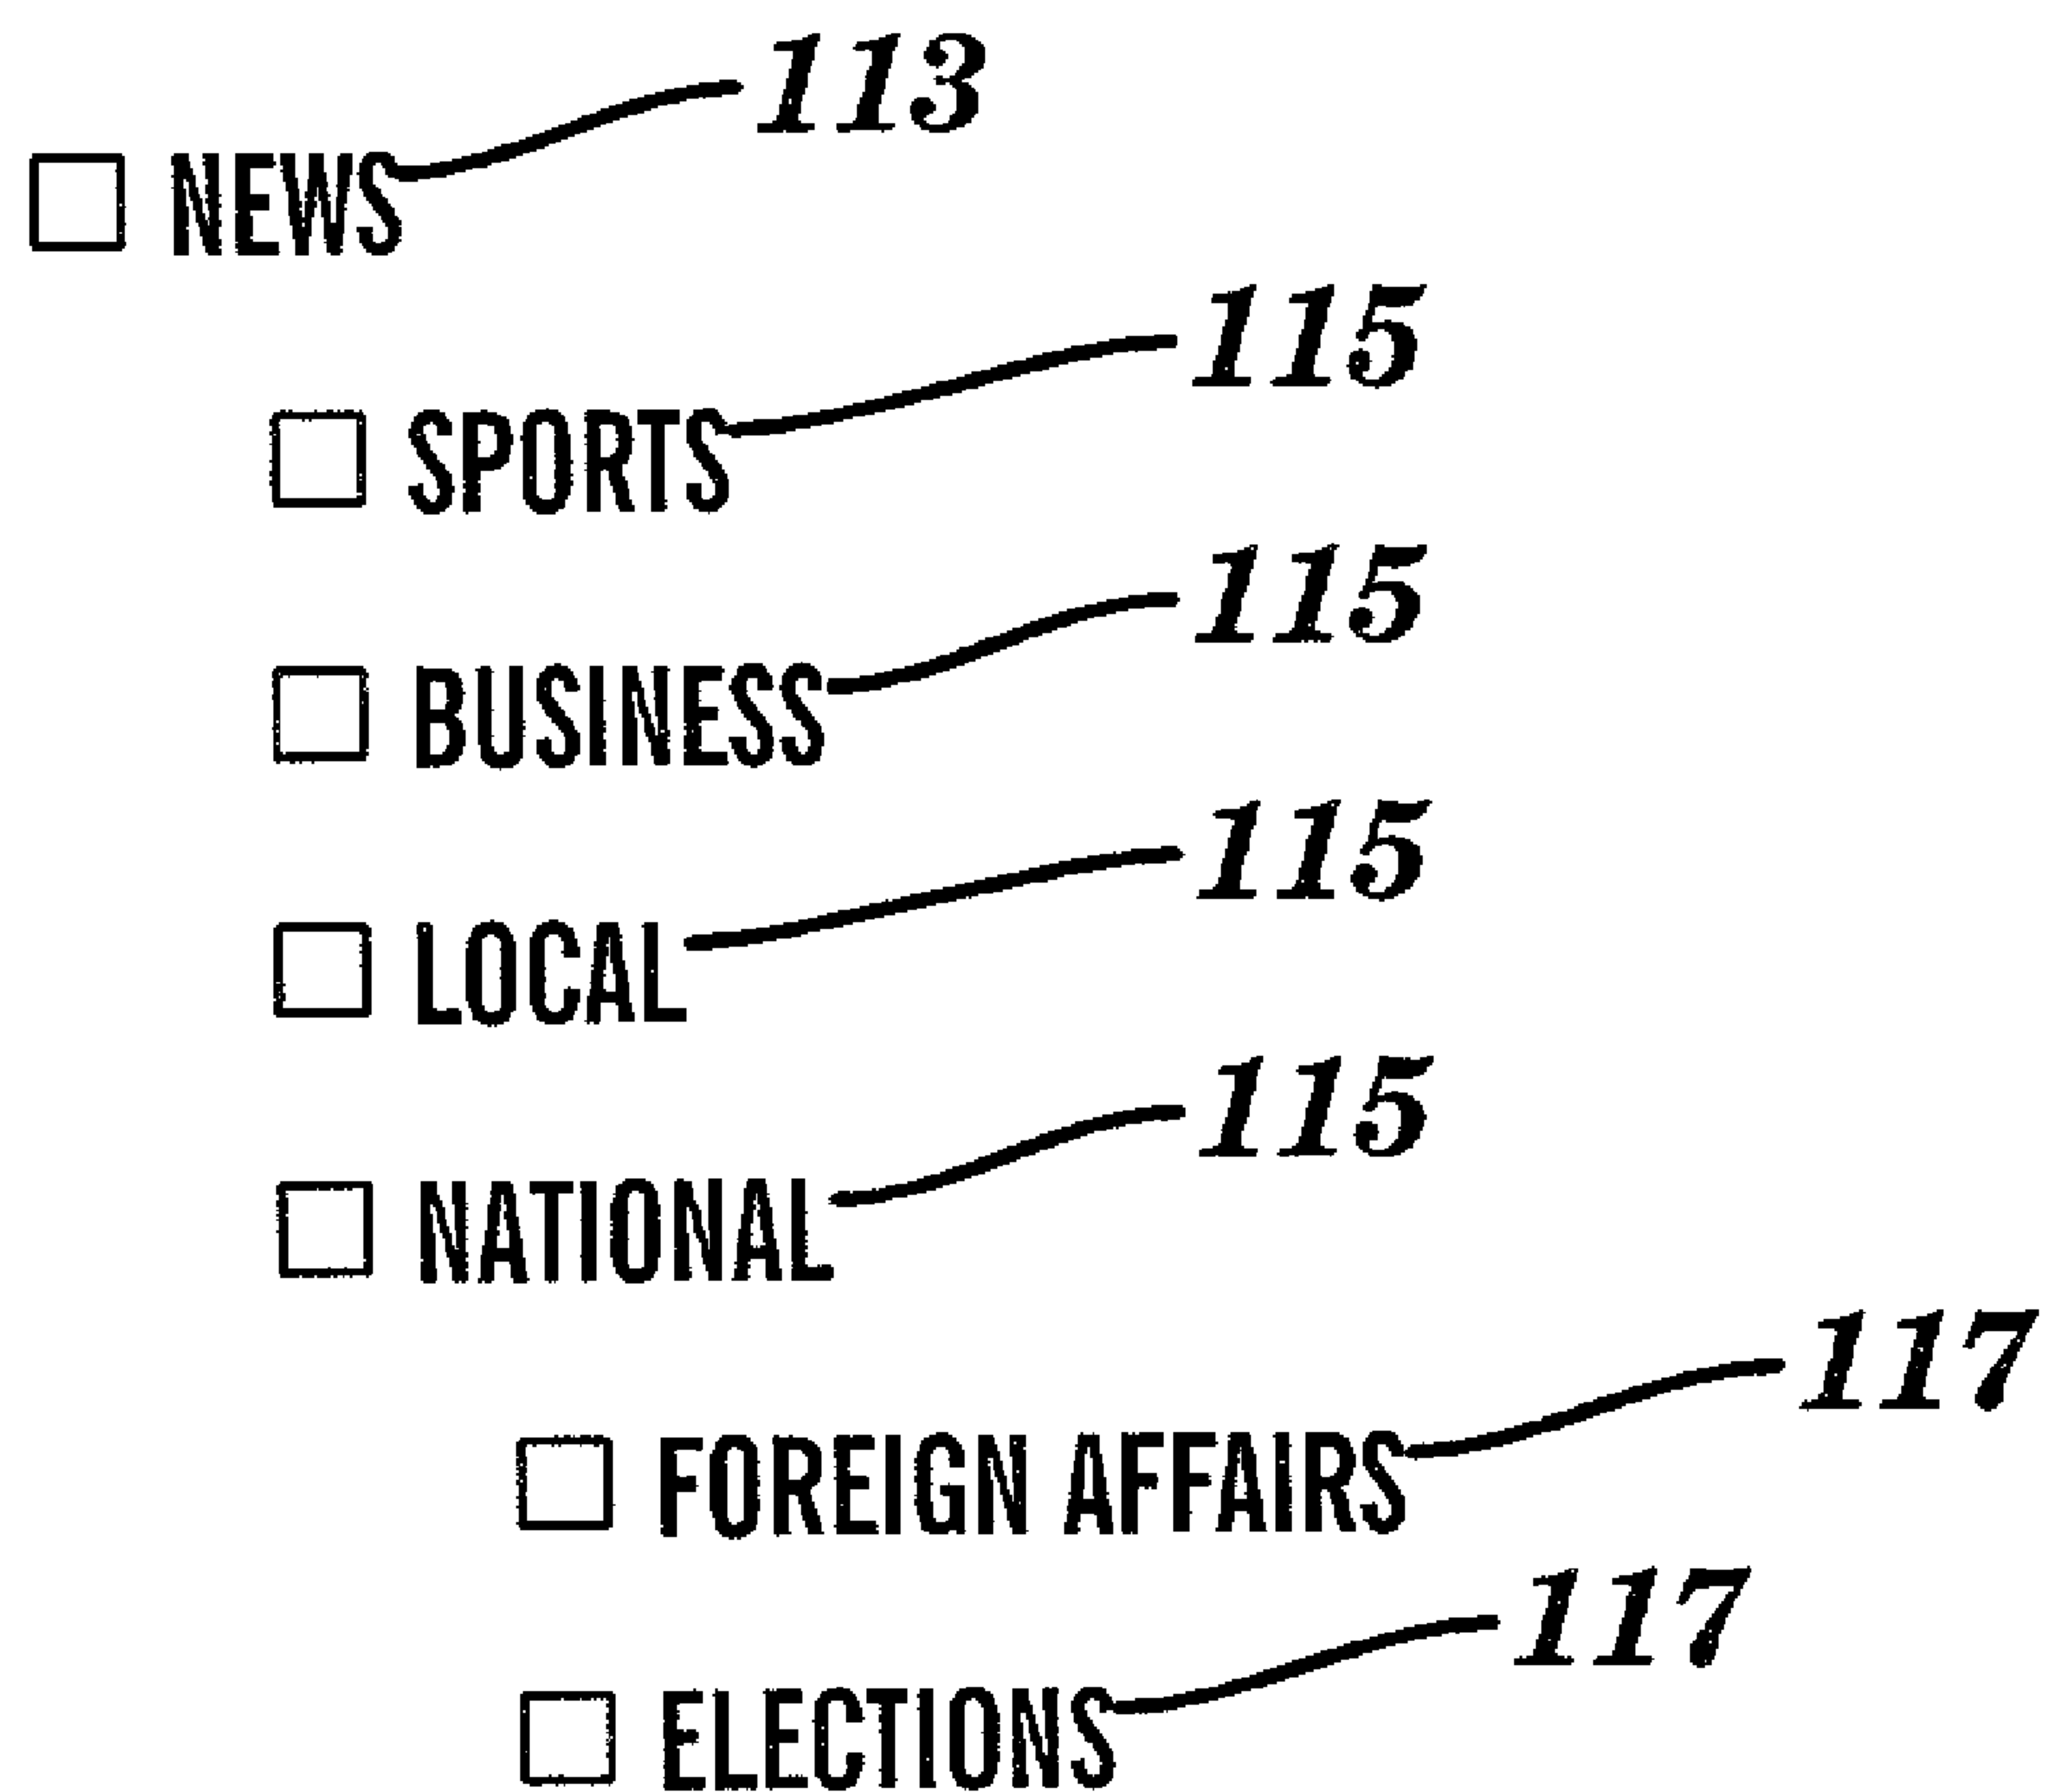 113
NEWS
115
SPORTS
115
BUSINESS
115
LOCAL
115
NATIONAL
117
FOREIGN AFFAIRS
117
ELECTIONS